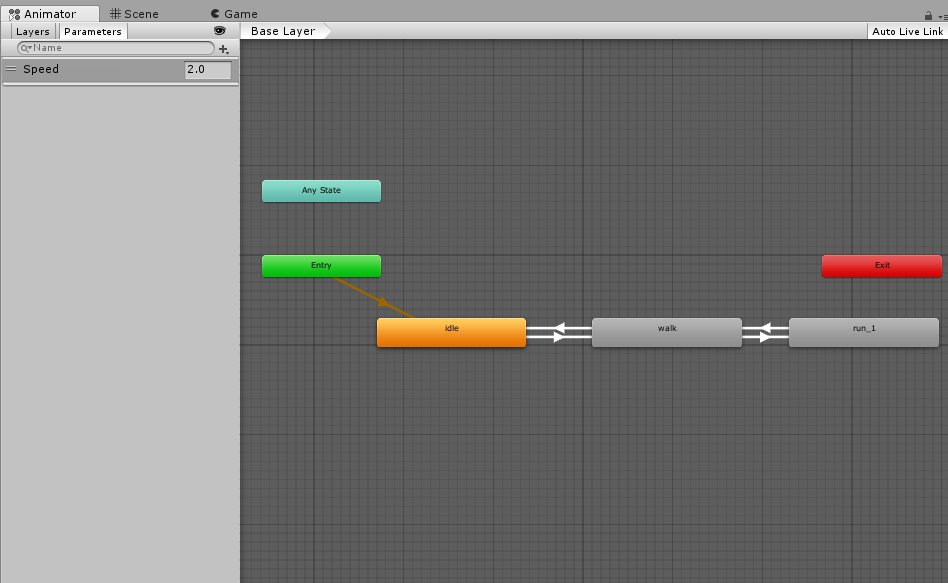 Animator Scene Game
Layers Parameters Base Layer Auto Live Link
Name
Speed 2.0
Any State
Entry Exit
idle walk run_1